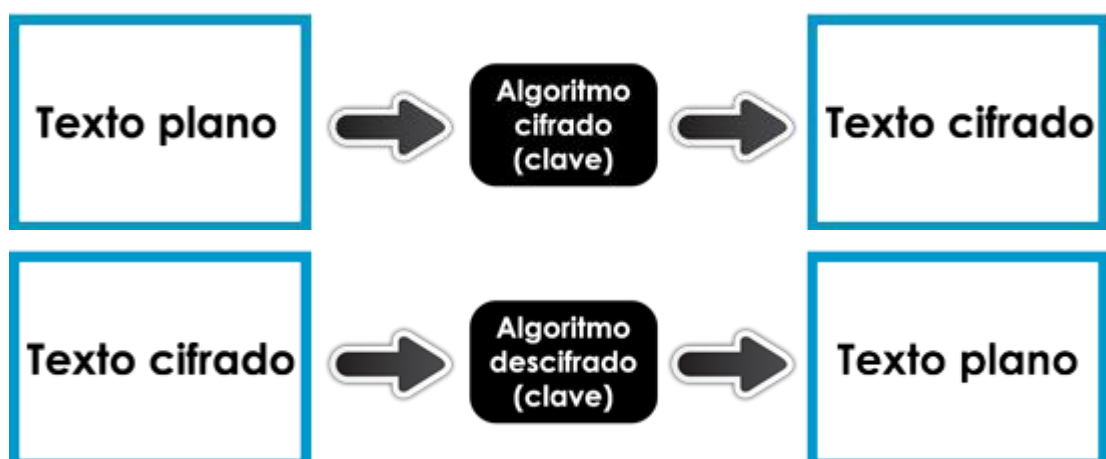 Texto plano
Algoritmo
cifrado
(clave)
Texto cifrado
Texto cifrado
Algoritmo
descifrado
(clave)
Texto plano